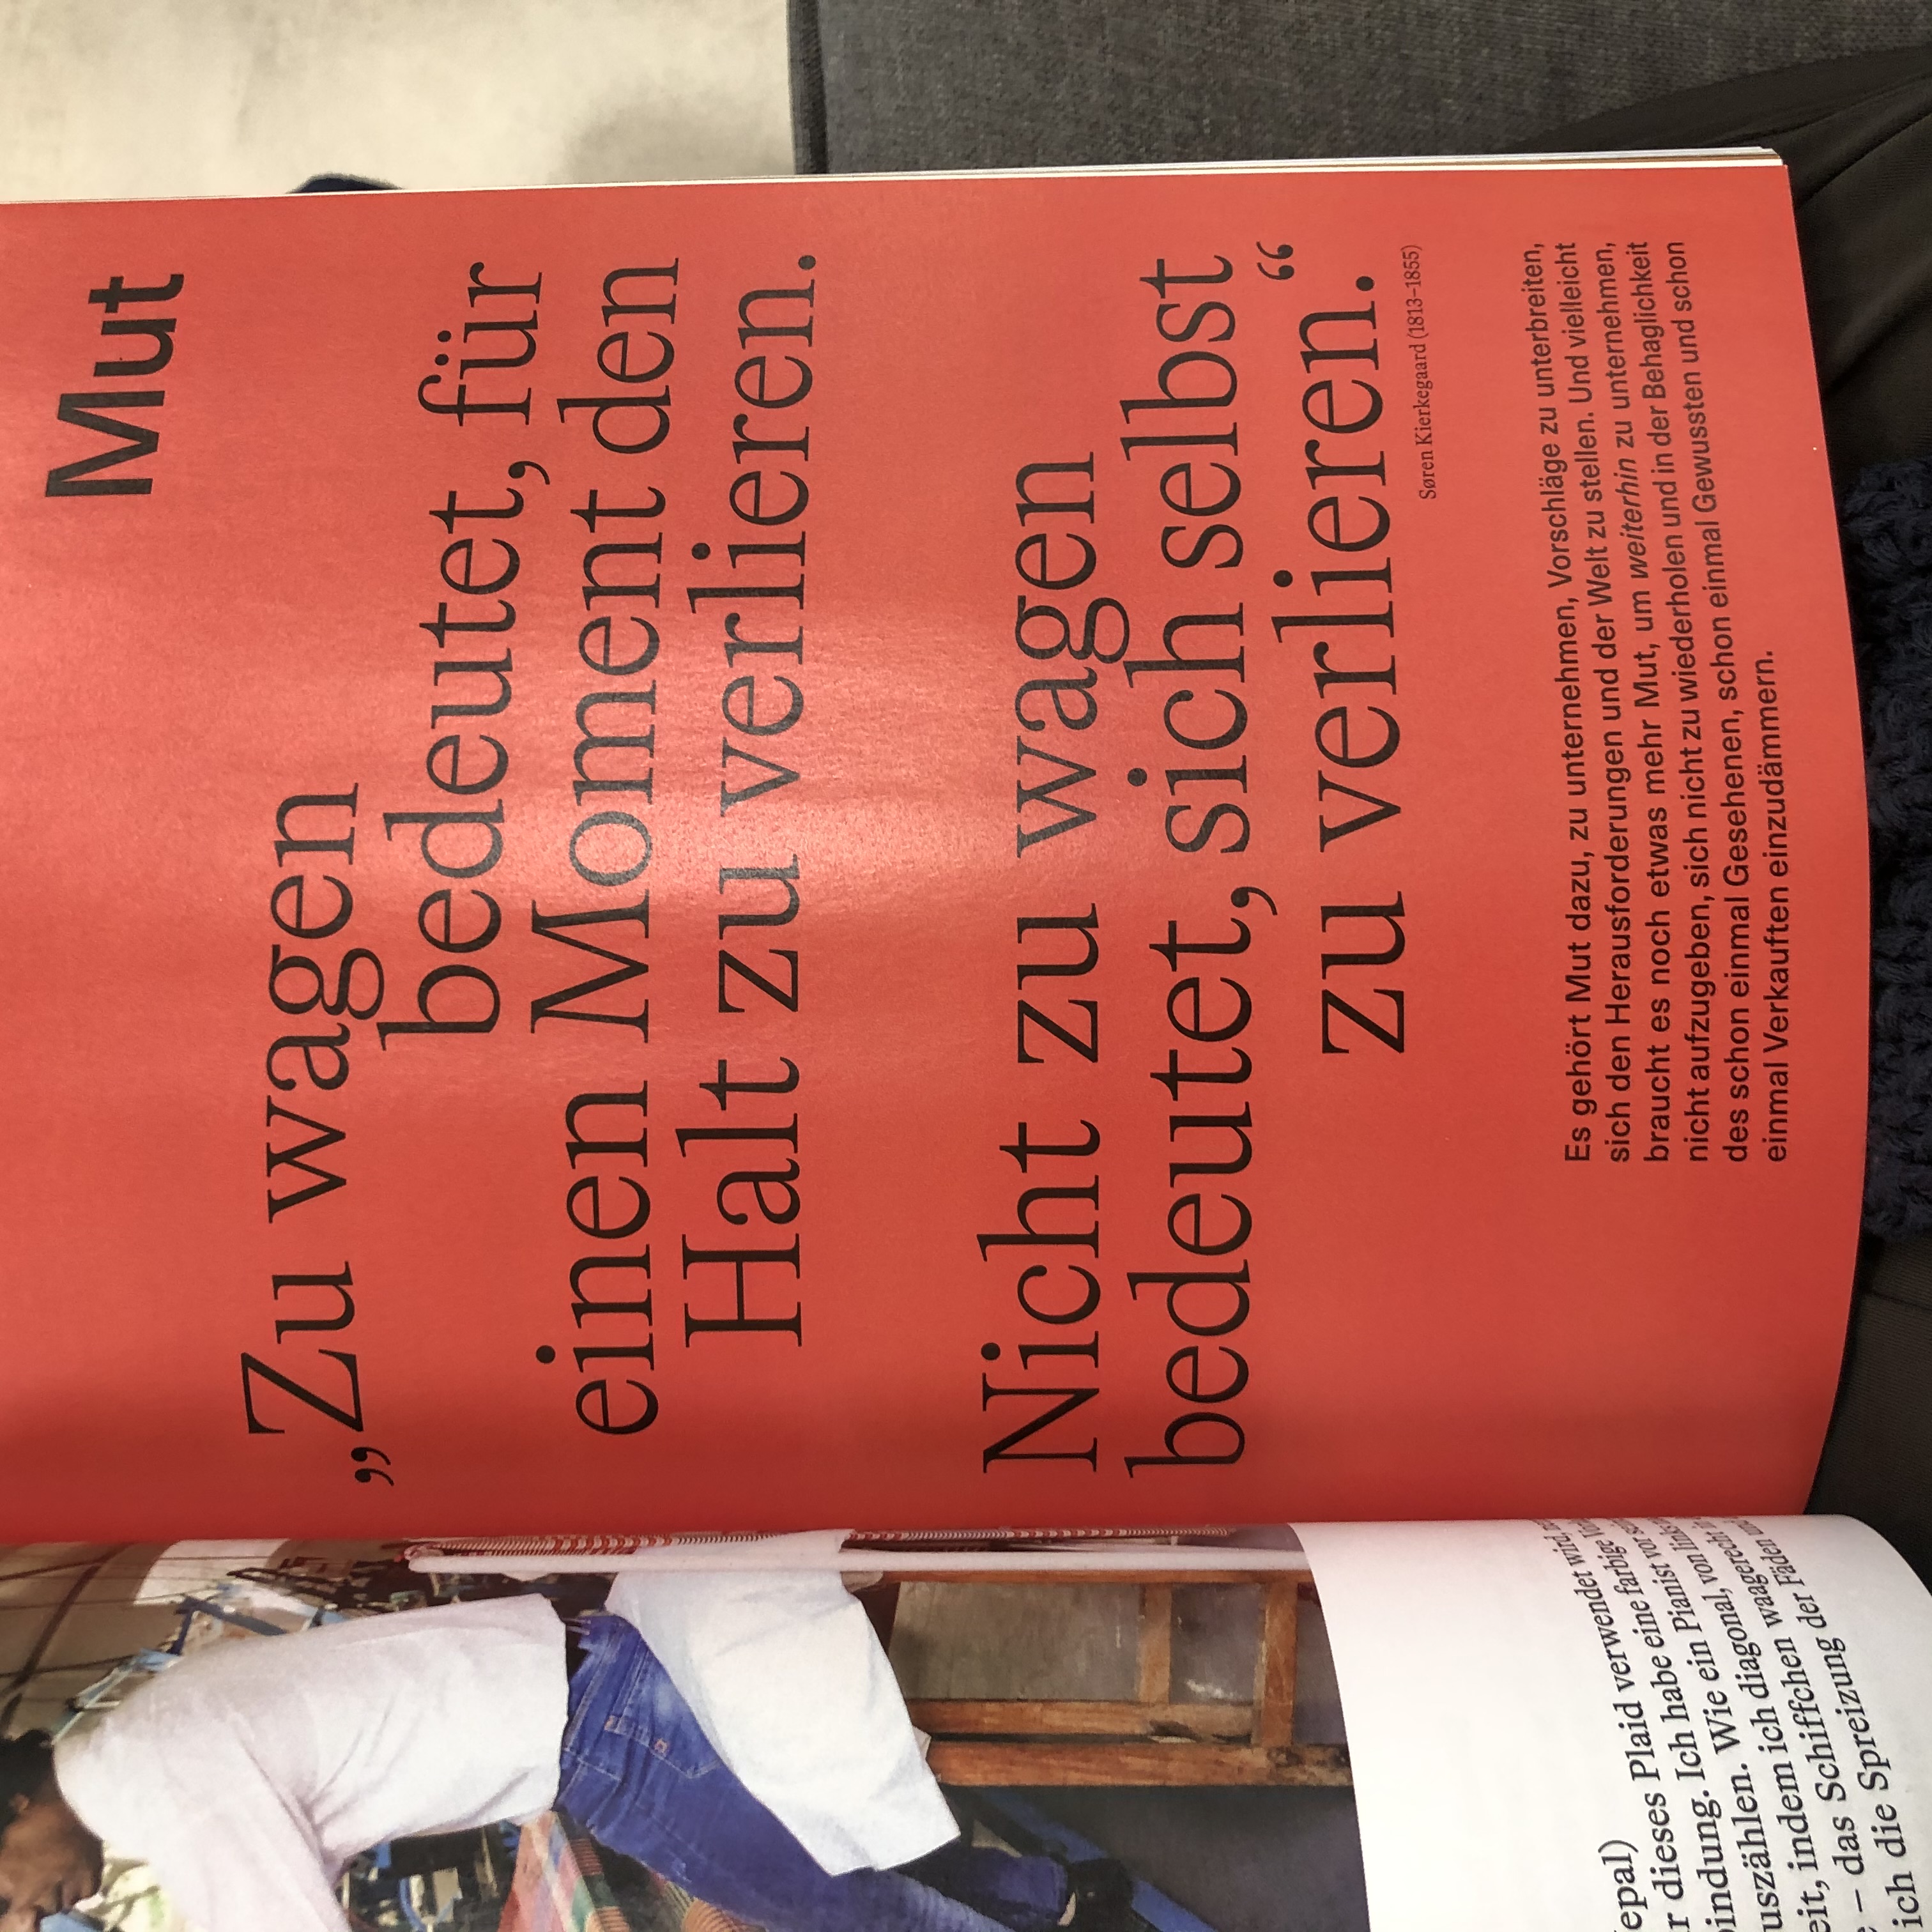 Mut
„Zu wagen
bedeutet, für
einen Moment den
Halt zu verlieren.
Nicht zu wagen
bedeutet, sich selbst
zu verlieren.“
Søren Kierkegaard (1813–1855)
Es gehört Mut dazu, zu unternehmen, Vorschläge zu unterbreiten,
sich den Herausforderungen und der Welt zu stellen. Und vielleicht
braucht es noch etwas mehr Mut, um weiterhin zu unternehmen,
nicht aufzugeben, sich nicht zu wiederholen und in der Behaglichkeit
des schon einmal Gesehenen, schon einmal Gewussten und schon
einmal Verkauften einzudämmern.
epal)
r dieses Plaid verwendet wird,
indung. Ich habe eine farbige
uszählen. Wie ein Pianist vor
eit, indem ich diagonal, von links
– das Schiffchen waagerecht
ich die Spreizung der Fäden